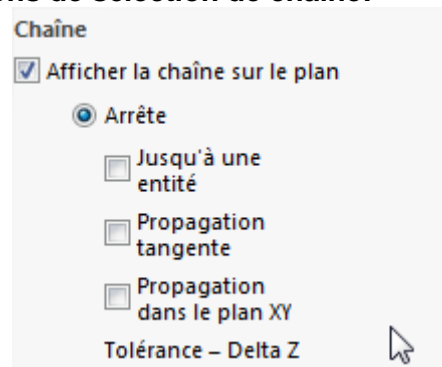 Chaîne
Afficher la chaîne sur le plan
Arrête
Jusqu'à une
entité
Propagation
tangente
Propagation
dans le plan XY
Tolérance – Delta Z